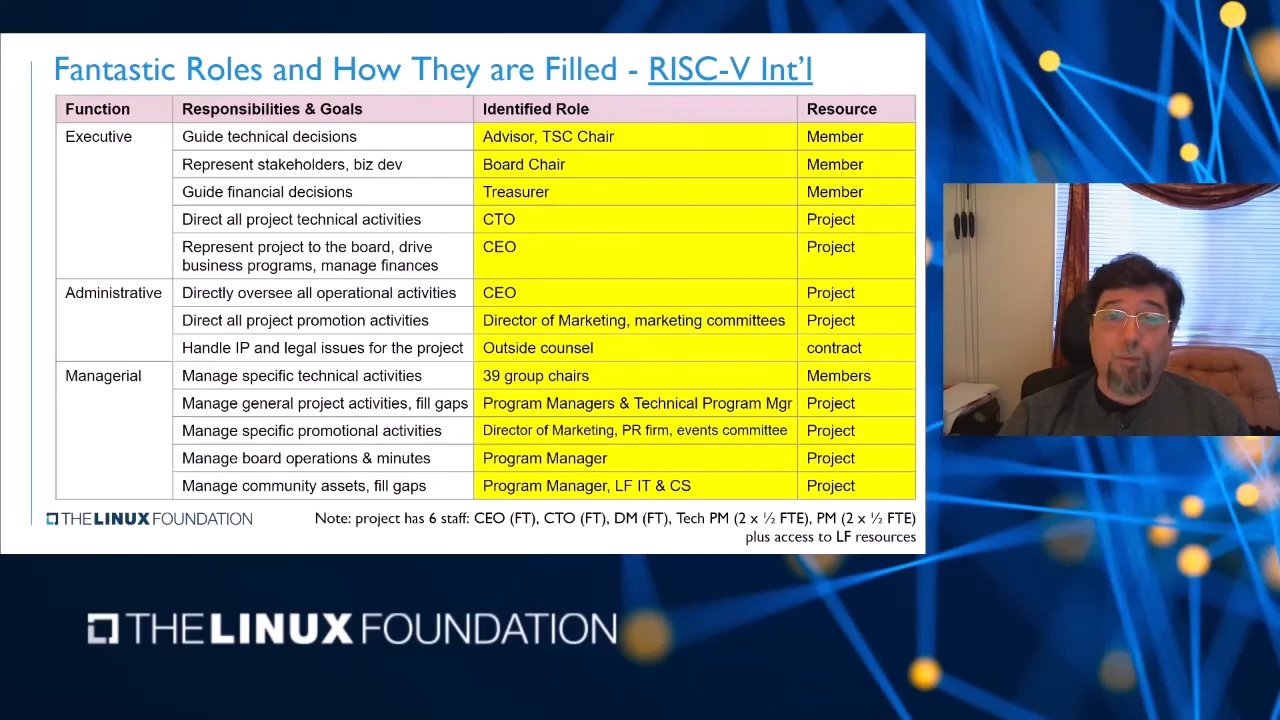 Fantastic Roles and How They are Filled - RISC-V Int'l
Function Responsibilities & Goals Identified Role Resource
Executive Guide technical decisions Advisor, TSC Chair Member
Represent stakeholders, biz dev Board Chair Member
Guide financial decisions Treasurer Member
Direct all project technical activities CTO Project
Represent project to the board, drive CEO Project
business programs, manage finances
Administrative Directly oversee all operational activities CEO Project
Direct all project promotion activities Director of Marketing, marketing committees Project
Handle IP and legal issues for the project Outside counsel contract
Managerial Manage specific technical activities 39 group chairs Members
Manage general project activities, fill gaps Program Managers & Technical Program Mgr Project
Manage specific promotional activities Director of Marketing, PR firm, events committee Project
Manage board operations & minutes Program Manager Project
Manage community assets, fill gaps Program Manager, LF IT & CS Project
THE LINUX FOUNDATION Note: project has 6 staff: CEO (FT), CTO (FT), DM (FT), Tech PM (2 x ½ FTE), PM (2 x ½ FTE)
plus access to LF resources
THE LINUX FOUNDATION